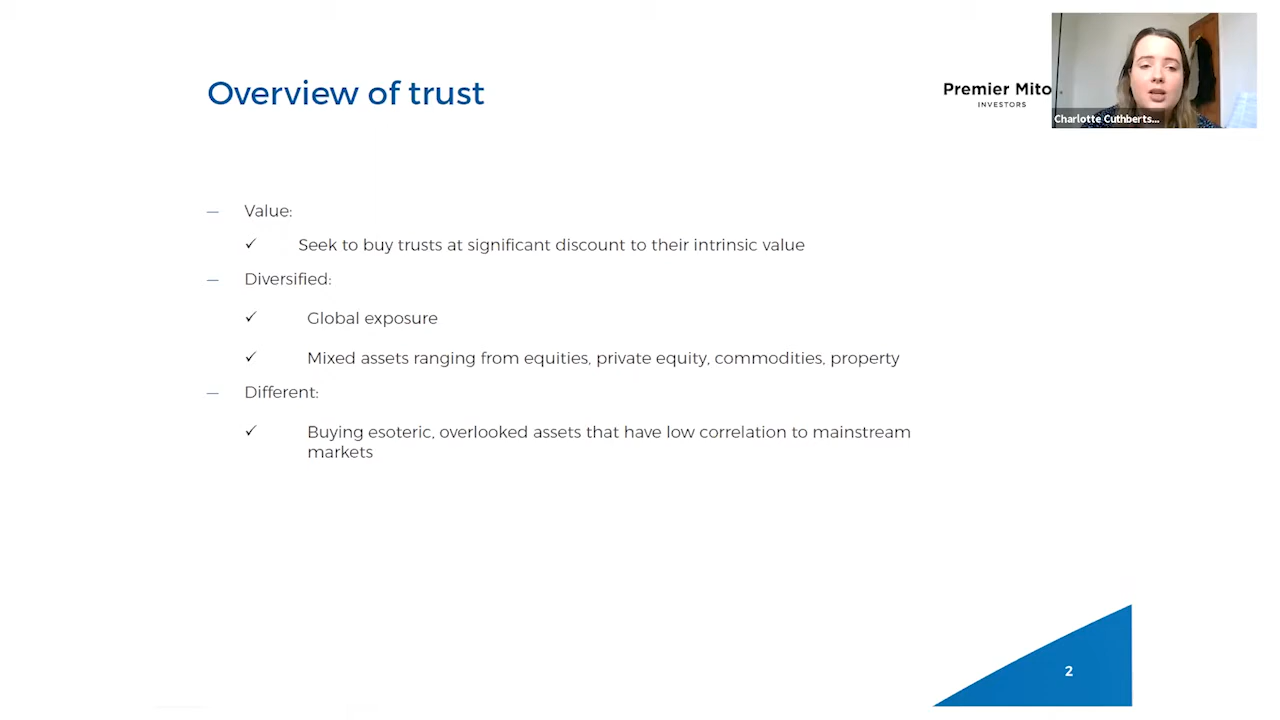 Overview of trust
Premier Mito
INVESTORS
Charlotte Cuthberts...
— Value:
✓ Seek to buy trusts at significant discount to their intrinsic value
— Diversified:
✓ Global exposure
✓ Mixed assets ranging from equities, private equity, commodities, property
— Different:
✓ Buying esoteric, overlooked assets that have low correlation to mainstream
markets
2